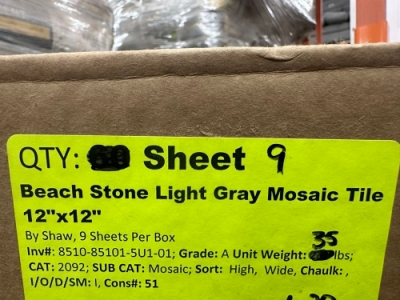 QTY: Sheet 9
Beach Stone Light Gray Mosaic Tile
12"x12"
By Shaw, 9 Sheets Per Box
Inv#: 8510-85101-5U1-01; Grade: A Unit Weight: 35 lbs;
CAT: 2092; SUB CAT: Mosaic; Sort: High, Wide, Chaulk: ,
I/O/D/SM: I, Cons#: 51